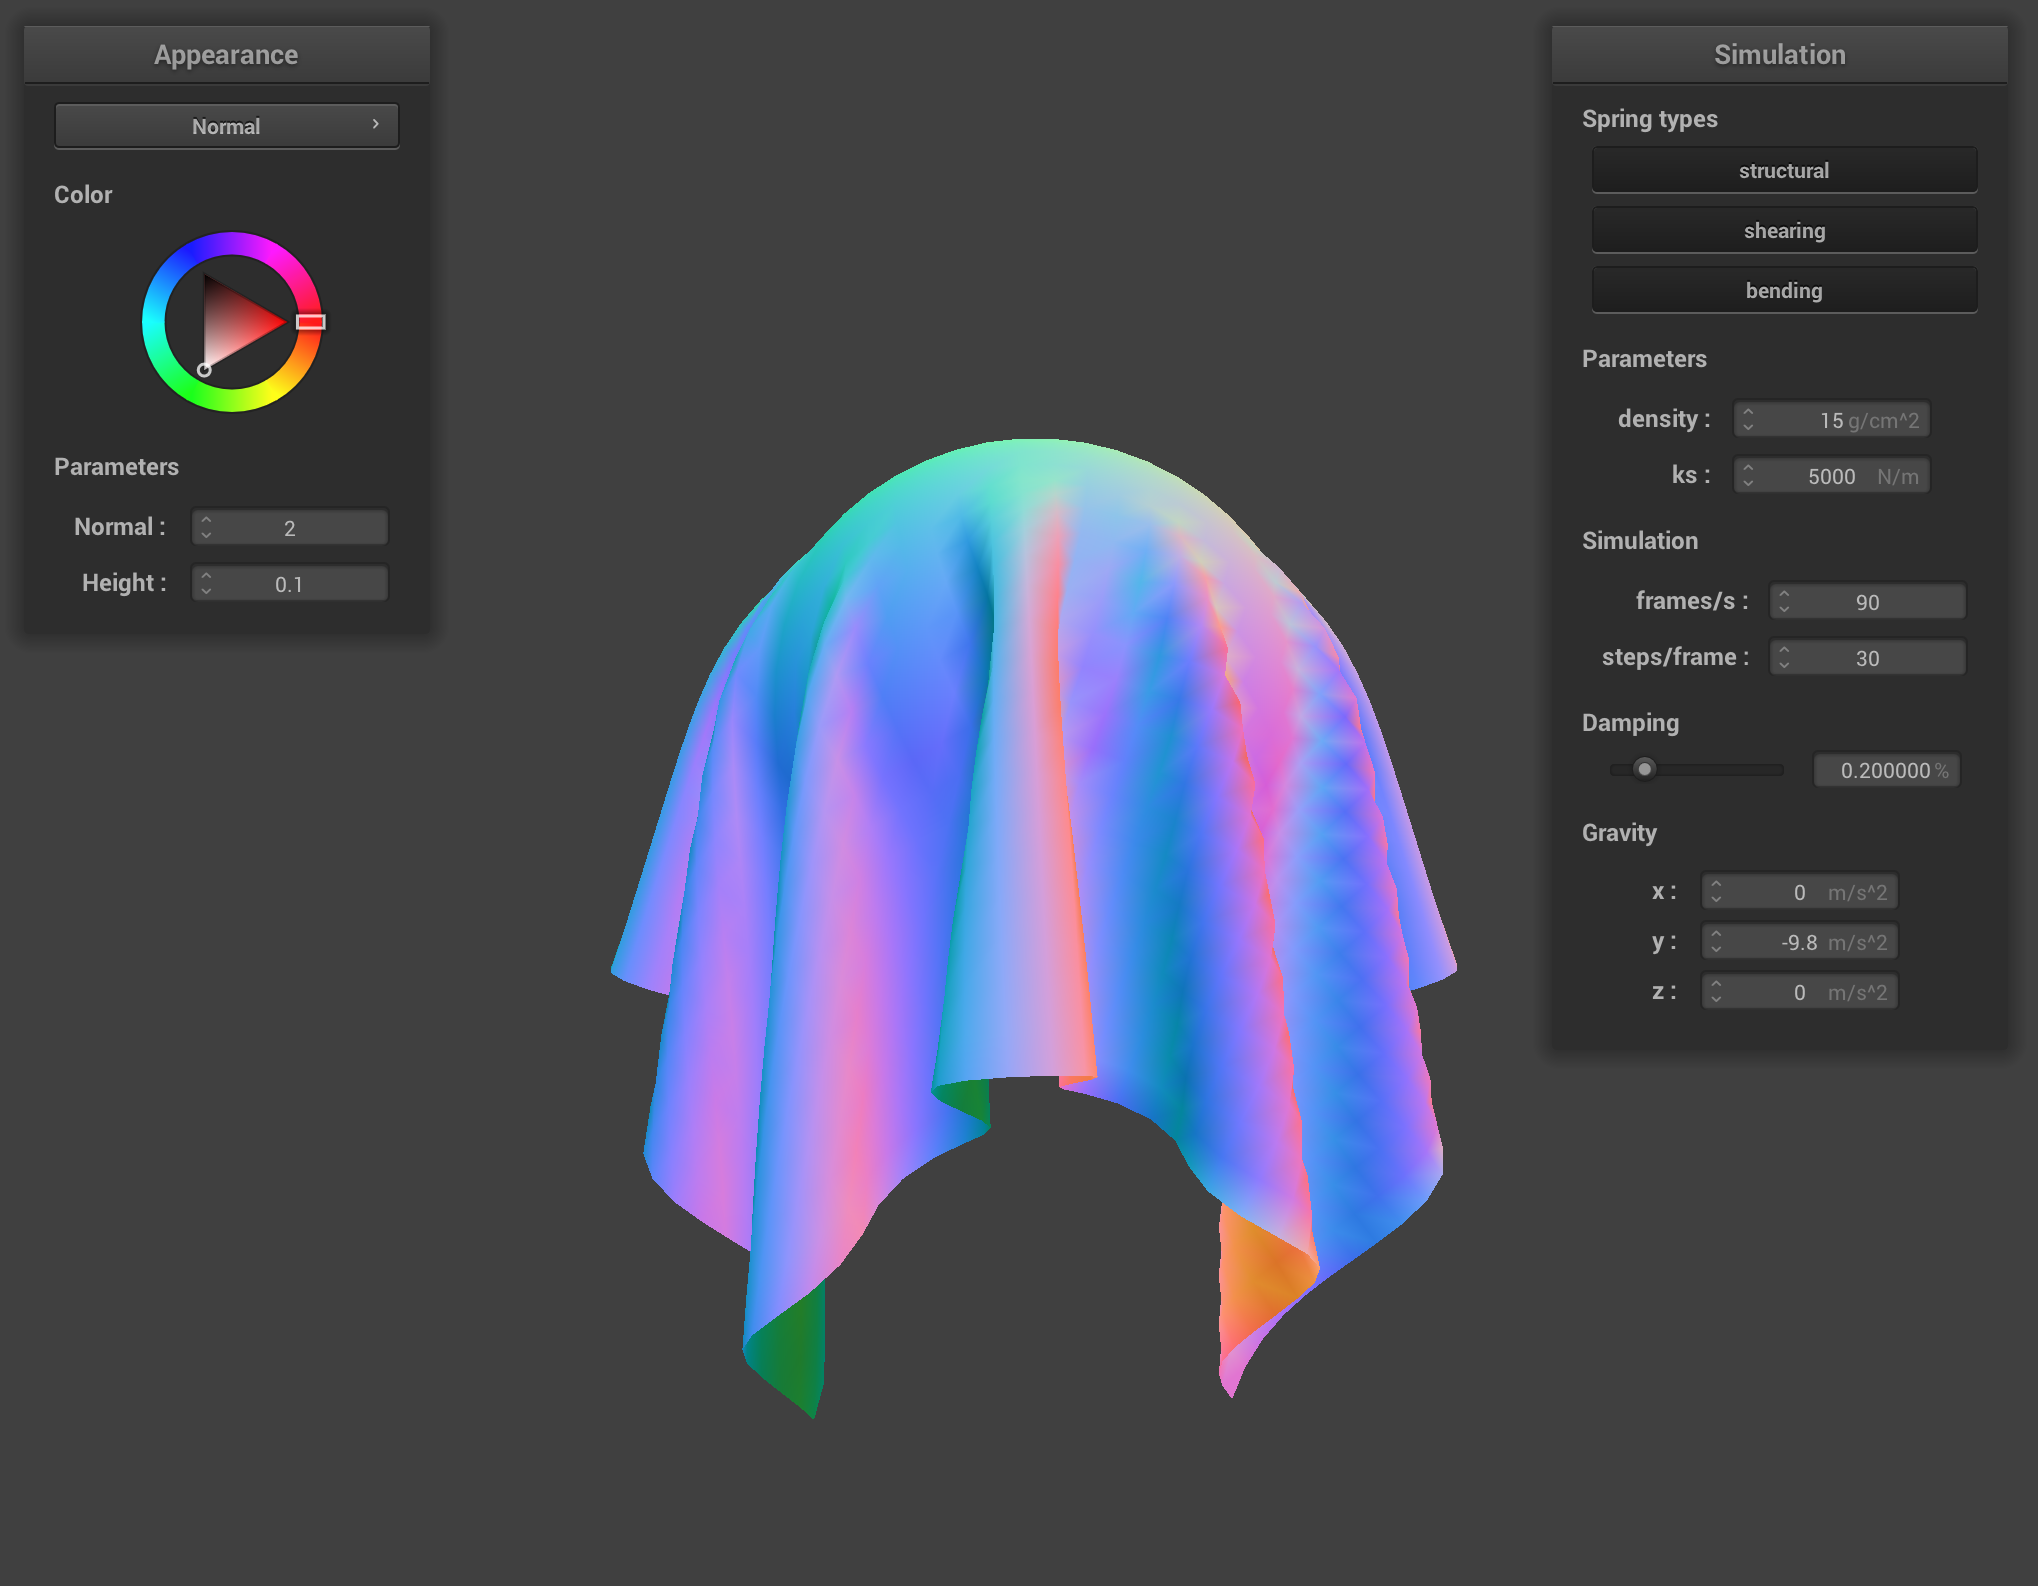 Appearance
Normal
Color
Parameters
Normal : 2
Height : 0.1
Simulation
Spring types
structural
shearing
bending
Parameters
density : 15 g/cm^2
ks : 5000 N/m
Simulation
frames/s : 90
steps/frame : 30
Damping
0.200000 %
Gravity
x : 0 m/s^2
y : -9.8 m/s^2
z : 0 m/s^2